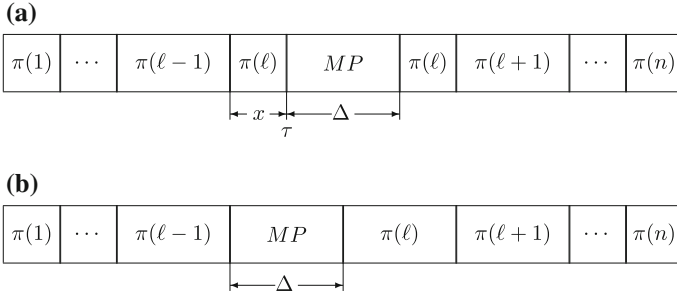 (a)
π(1) ⋯ π(ℓ − 1) π(ℓ) MP π(ℓ) π(ℓ + 1) ⋯ π(n)
x Δ
τ
(b)
π(1) ⋯ π(ℓ − 1) MP π(ℓ) π(ℓ + 1) ⋯ π(n)
Δ